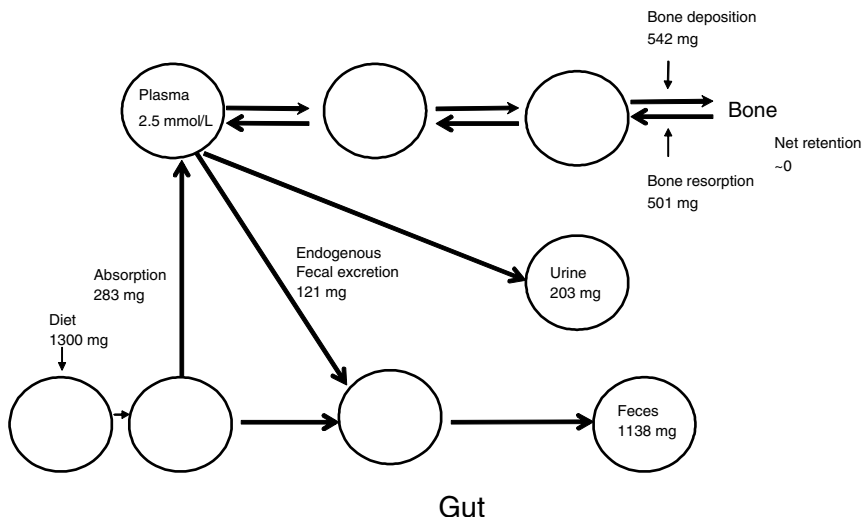 Bone deposition
542 mg
Plasma
2.5 mmol/L
Bone
Net retention
~0
Bone resorption
501 mg
Endogenous
Fecal excretion
121 mg
Absorption
283 mg
Urine
203 mg
Diet
1300 mg
Feces
1138 mg
Gut